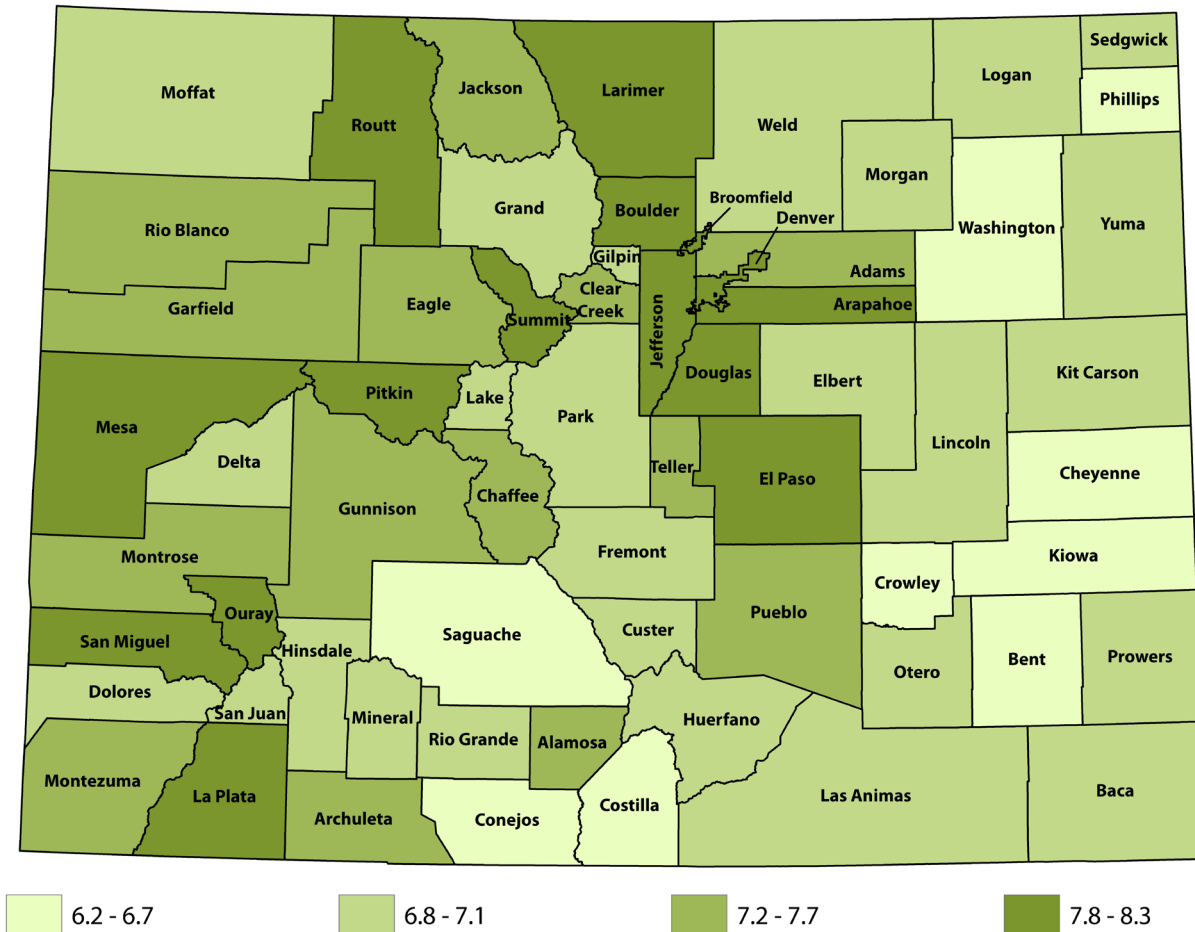 Sedgwick
Logan
Moffat
Jackson
Larimer
Phillips
Routt
Weld
Morgan
Broomfield
Grand
Boulder
Denver
Rio Blanco
Washington
Yuma
Gilpin
Adams
Clear
Creek
Eagle
Garfield
Arapahoe
Summit
Jefferson
Douglas
Elbert
Kit Carson
Pitkin
Lake
Park
Mesa
Lincoln
Delta
Teller
Cheyenne
El Paso
Chaffee
Gunnison
Fremont
Kiowa
Montrose
Crowley
Ouray
Pueblo
San Miguel
Saguache
Custer
Hinsdale
Bent
Prowers
Otero
Dolores
San Juan
Mineral
Huerfano
Rio Grande
Alamosa
Montezuma
La Plata
Las Animas
Baca
Costilla
Archuleta
Conejos
6.2 - 6.7
6.8 - 7.1
7.2 - 7.7
7.8 - 8.3